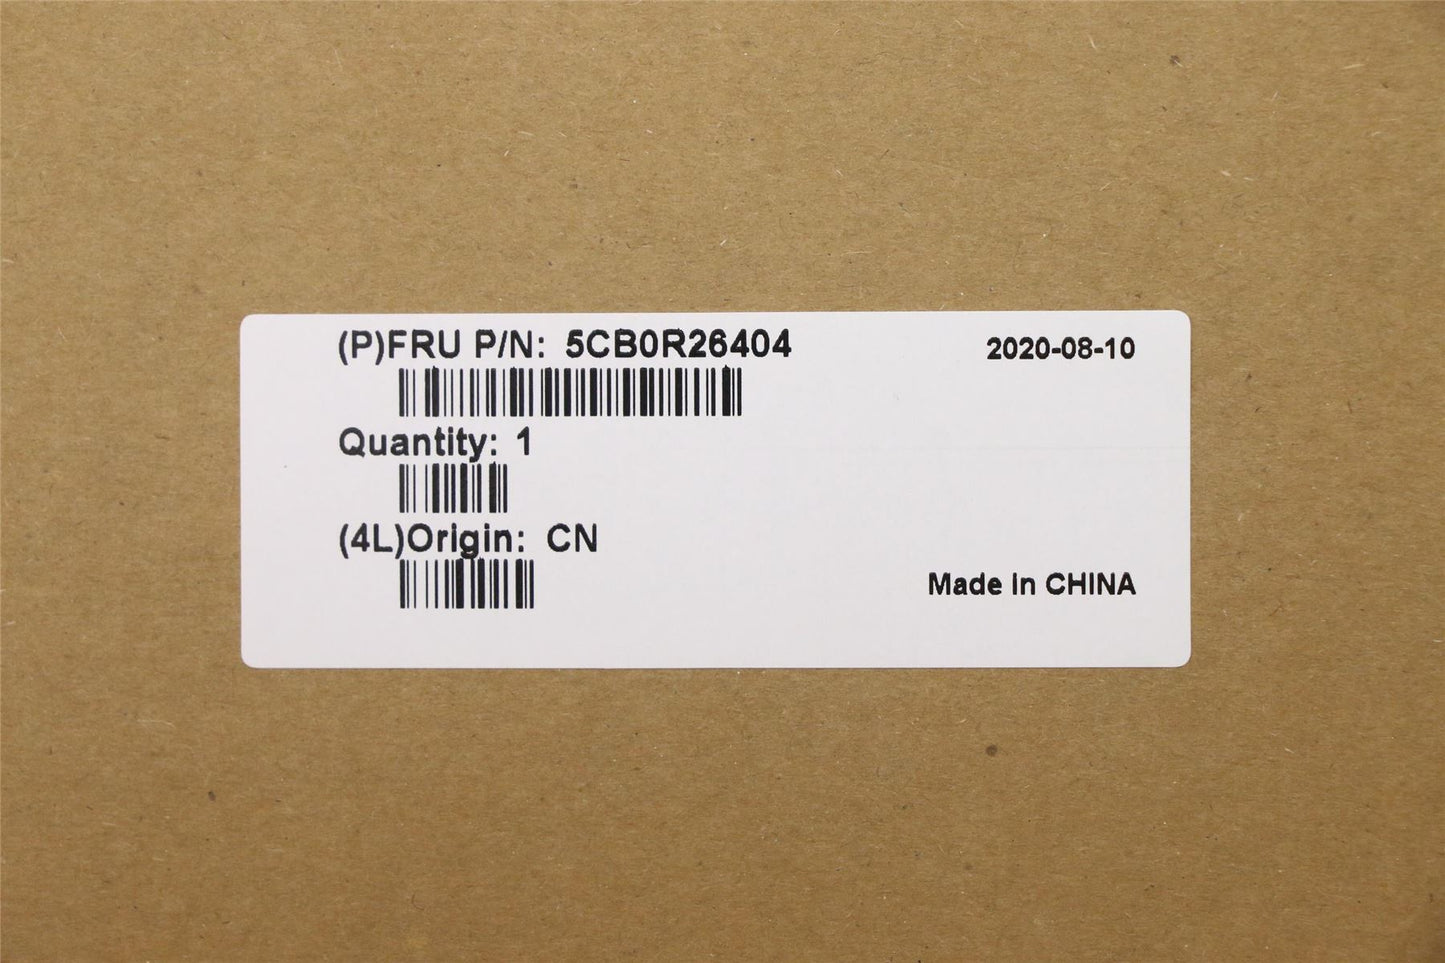 (P)FRU P/N: 5CB0R26404 2020-08-10
Quantity: 1
(4L)Origin: CN
Made in CHINA